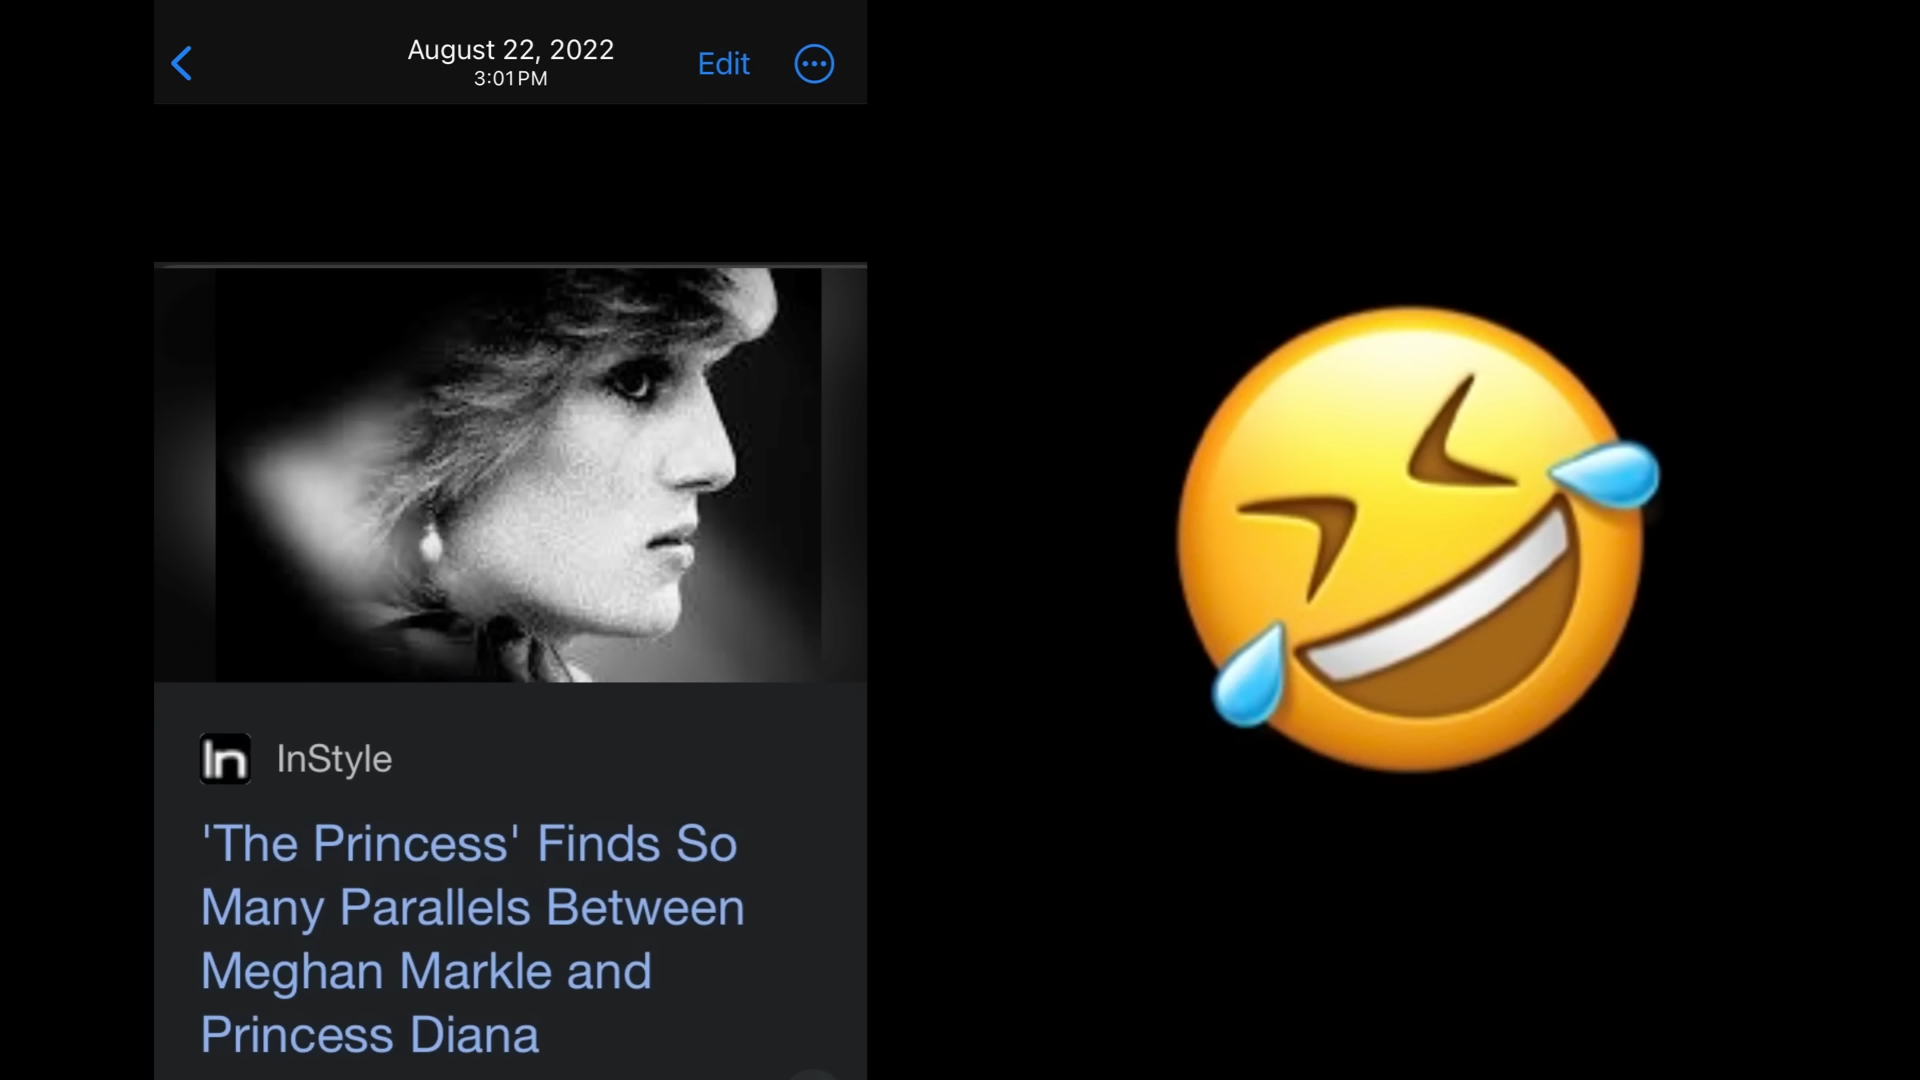 August 22, 2022
3:01PM
Edit
In InStyle
'The Princess' Finds So
Many Parallels Between
Meghan Markle and
Princess Diana